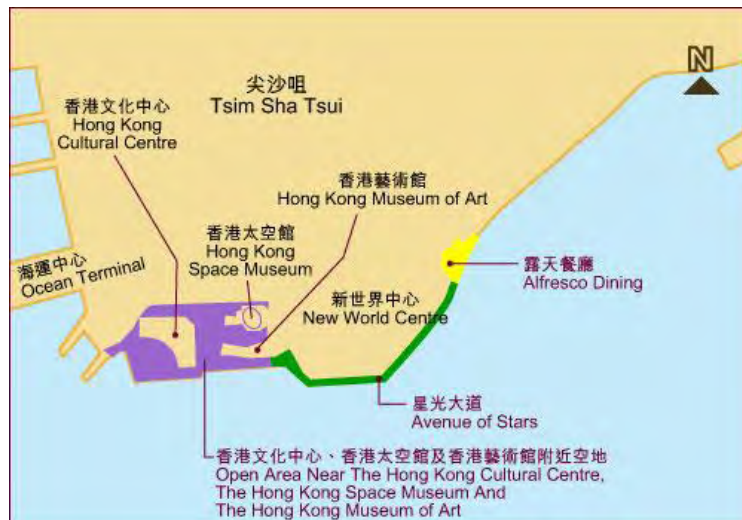 N
尖沙咀
Tsim Sha Tsui
香港文化中心
Hong Kong
Cultural Centre
香港藝術館
Hong Kong Museum of Art
香港太空館
Hong Kong
Space Museum
海運中心
Ocean Terminal
新世界中心
New World Centre
露天餐廳
Alfresco Dining
星光大道
Avenue of Stars
香港文化中心、香港太空館及香港藝術館附近空地
Open Area Near The Hong Kong Cultural Centre,
The Hong Kong Space Museum And
The Hong Kong Museum of Art